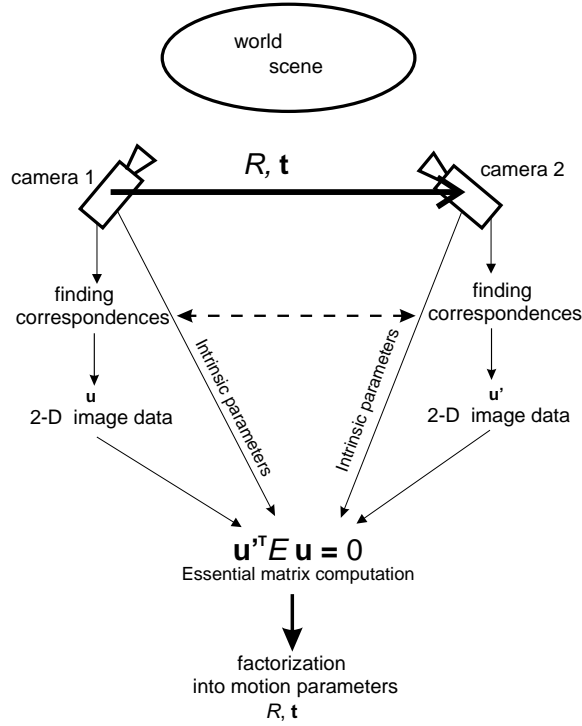 world
scene
R, t
camera 1
camera 2
finding
correspondences
finding
correspondences
Intrinsic parameters
Intrinsic parameters
u
2-D image data
u'
2-D image data
u'ᵀE u = 0
Essential matrix computation
factorization
into motion parameters
R, t